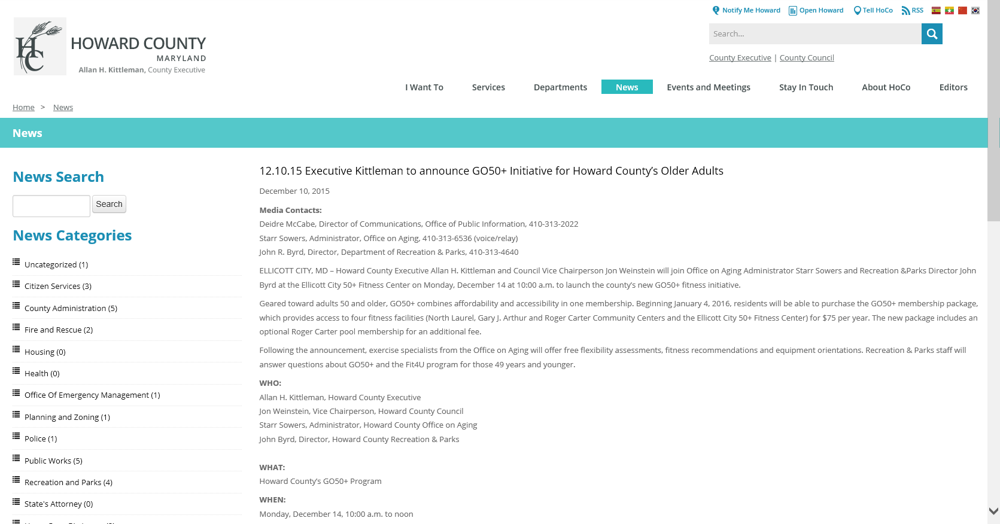 Notify Me Howard Open Howard Tell HoCo RSS
HOWARD COUNTY
MARYLAND
Allan H. Kittleman, County Executive
Search...
County Executive | County Council
I Want To Services Departments News Events and Meetings Stay In Touch About HoCo Editors
Home > News
News
News Search
Search
News Categories
Uncategorized (1)
Citizen Services (3)
County Administration (5)
Fire and Rescue (2)
Housing (0)
Health (0)
Office Of Emergency Management (1)
Planning and Zoning (1)
Police (1)
Public Works (5)
Recreation and Parks (4)
State's Attorney (0)
12.10.15 Executive Kittleman to announce GO50+ Initiative for Howard County’s Older Adults
December 10, 2015
Media Contacts:
Deidre McCabe, Director of Communications, Office of Public Information, 410-313-2022
Starr Sowers, Administrator, Office on Aging, 410-313-6536 (voice/relay)
John R. Byrd, Director, Department of Recreation & Parks, 410-313-4640
ELLICOTT CITY, MD – Howard County Executive Allan H. Kittleman and Council Vice Chairperson Jon Weinstein will join Office on Aging Administrator Starr Sowers and Recreation &Parks Director John
Byrd at the Ellicott City 50+ Fitness Center on Monday, December 14 at 10:00 a.m. to launch the county’s new GO50+ fitness initiative.
Geared toward adults 50 and older, GO50+ combines affordability and accessibility in one membership. Beginning January 4, 2016, residents will be able to purchase the GO50+ membership package,
which provides access to four fitness facilities (North Laurel, Gary J. Arthur and Roger Carter Community Centers and the Ellicott City 50+ Fitness Center) for $75 per year. The new package includes an
optional Roger Carter pool membership for an additional fee.
Following the announcement, exercise specialists from the Office on Aging will offer free flexibility assessments, fitness recommendations and equipment orientations. Recreation & Parks staff will
answer questions about GO50+ and the Fit4U program for those 49 years and younger.
WHO:
Allan H. Kittleman, Howard County Executive
Jon Weinstein, Vice Chairperson, Howard County Council
Starr Sowers, Administrator, Howard County Office on Aging
John Byrd, Director, Howard County Recreation & Parks
WHAT:
Howard County’s GO50+ Program
WHEN:
Monday, December 14, 10:00 a.m. to noon